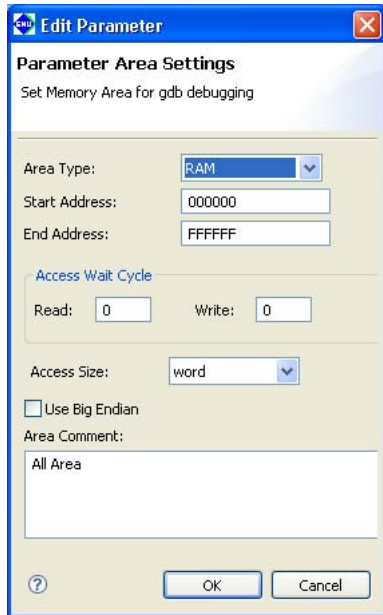 GNU Edit Parameter
Parameter Area Settings
Set Memory Area for gdb debugging
Area Type: RAM
Start Address: 000000
End Address: FFFFFF
Access Wait Cycle
Read: 0 Write: 0
Access Size: word
Use Big Endian
Area Comment:
All Area
? OK Cancel